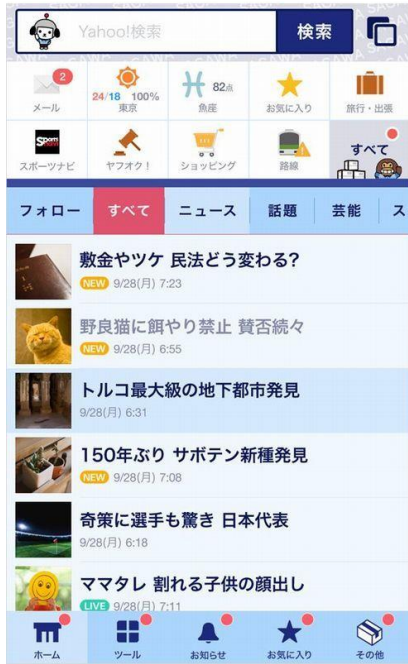 Yahoo!検索
検索
2
メール
24/18 100%
東京
82点
魚座
お気に入り
旅行・出張
Sports navi
スポーツナビ
ヤフオク！
ショッピング
路線
すべて
フォロー すべて ニュース 話題 芸能 ス
敷金やツケ 民法どう変わる?
NEW 9/28(月) 7:23
野良猫に餌やり禁止 賛否続々
NEW 9/28(月) 6:55
トルコ最大級の地下都市発見
9/28(月) 6:31
150年ぶり サボテン新種発見
NEW 9/28(月) 7:08
奇策に選手も驚き 日本代表
9/28(月) 6:18
ママタレ 割れる子供の顔出し
LIVE 9/28(月) 7:11
ホーム ツール お知らせ お気に入り その他